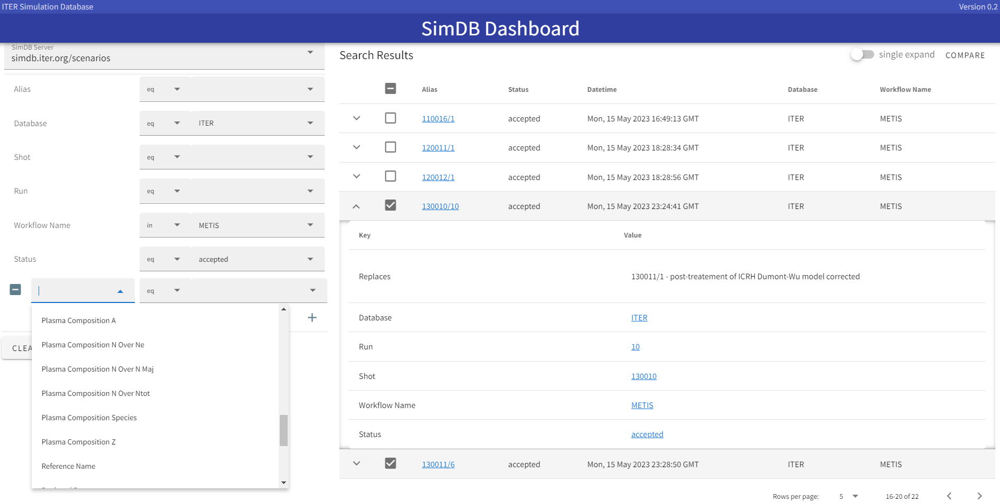 ITER Simulation Database
Version 0.2
SimDB Dashboard
SimDB Server
simdb.iter.org/scenarios
Alias eq
Database eq ITER
Shot eq
Run eq
Workflow Name in METIS
Status eq accepted
eq
Plasma Composition A
Plasma Composition N Over Ne
Plasma Composition N Over N Maj
Plasma Composition N Over Ntot
Plasma Composition Species
Plasma Composition Z
Reference Name
CLEA
Search Results
single expand COMPARE
Alias Status Datetime Database Workflow Name
110016/1 accepted Mon, 15 May 2023 16:49:13 GMT ITER METIS
120011/1 accepted Mon, 15 May 2023 18:28:34 GMT ITER METIS
120012/1 accepted Mon, 15 May 2023 18:28:56 GMT ITER METIS
130010/10 accepted Mon, 15 May 2023 23:24:41 GMT ITER METIS
Key Value
Replaces 130011/1 - post-treatement of ICRH Dumont-Wu model corrected
Database ITER
Run 10
Shot 130010
Workflow Name METIS
Status accepted
130011/6 accepted Mon, 15 May 2023 23:28:50 GMT ITER METIS
Rows per page: 5 16-20 of 22